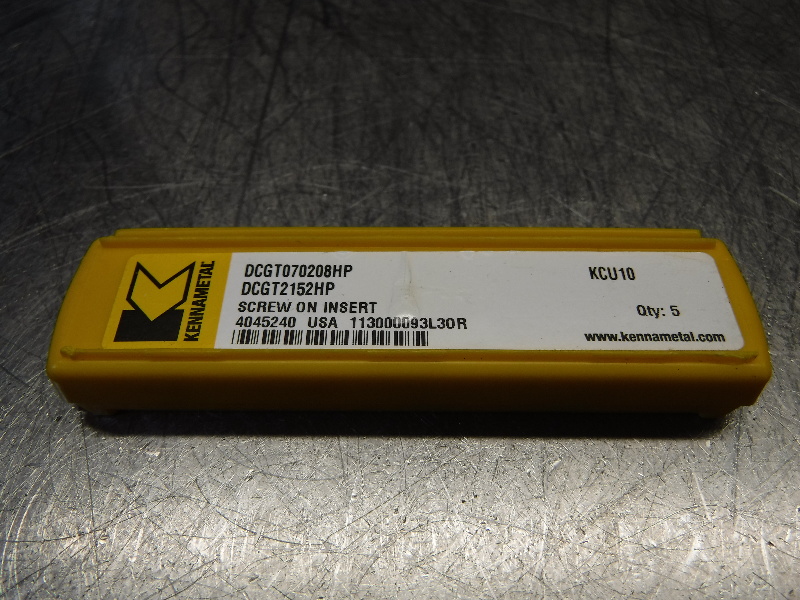 KENNAMETAL
DCGT070208HP
DCGT2152HP
SCREW ON INSERT
4045240 USA 113000093L30R
KCU10
Qty: 5
www.kennametal.com